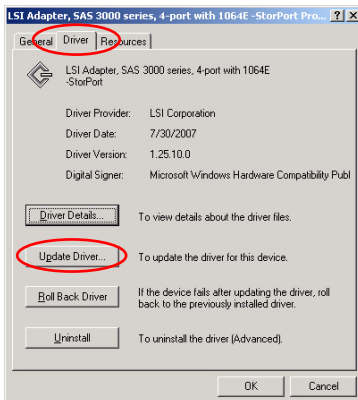 LSI Adapter, SAS 3000 series, 4-port with 1064E -StorPort Pro... ? X
General Driver Resources
LSI Adapter, SAS 3000 series, 4-port with 1064E
-StorPort
Driver Provider: LSI Corporation
Driver Date: 7/30/2007
Driver Version: 1.25.10.0
Digital Signer: Microsoft Windows Hardware Compatibility Publ
Driver Details... To view details about the driver files.
Update Driver... To update the driver for this device.
Roll Back Driver If the device fails after updating the driver, roll
back to the previously installed driver.
Uninstall To uninstall the driver (Advanced).
OK Cancel